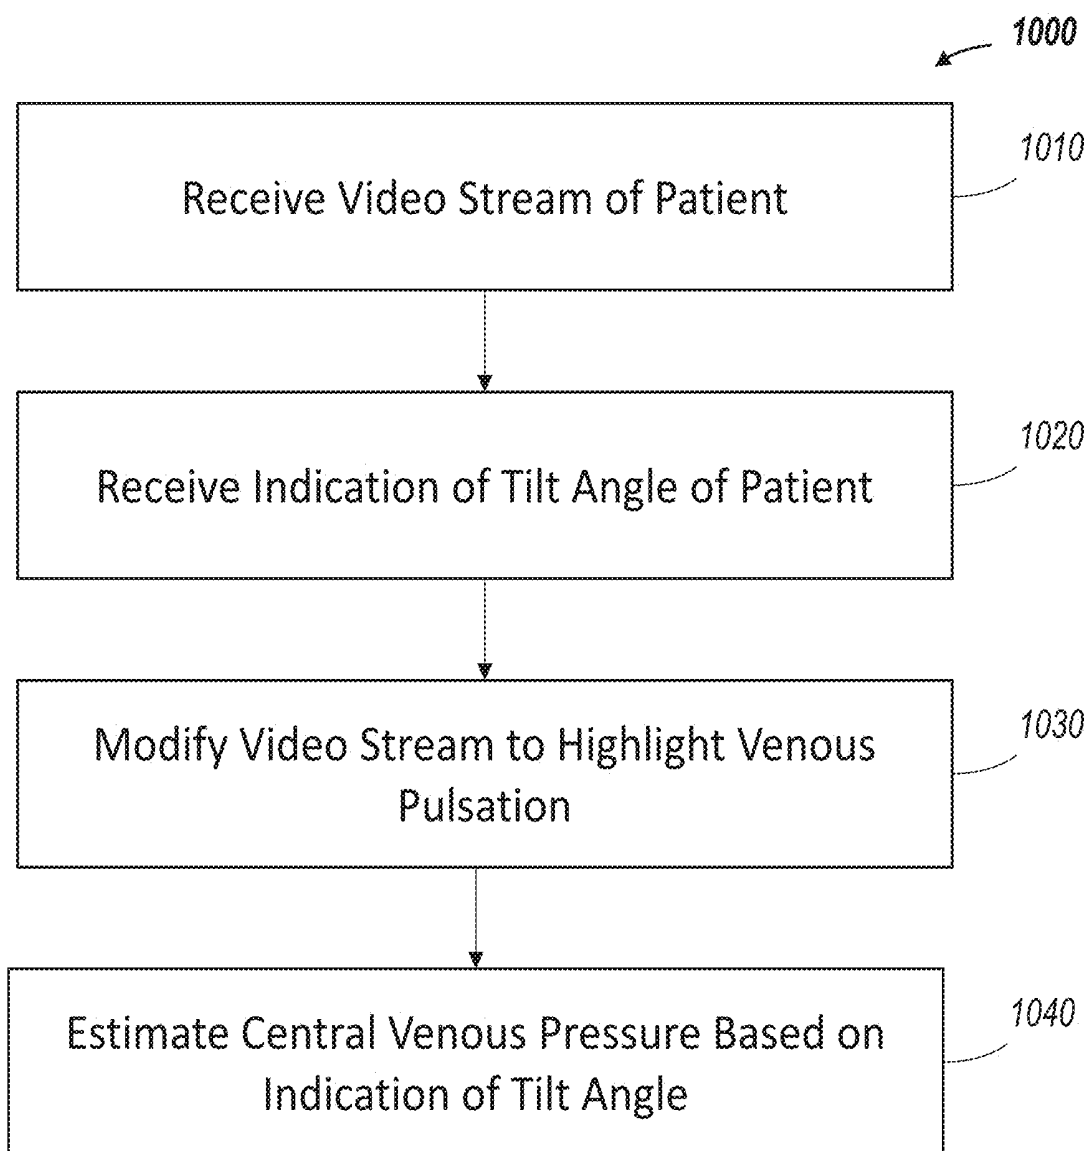 1000
Receive Video Stream of Patient
1010
Receive Indication of Tilt Angle of Patient
1020
Modify Video Stream to Highlight Venous
Pulsation
1030
Estimate Central Venous Pressure Based on
Indication of Tilt Angle
1040